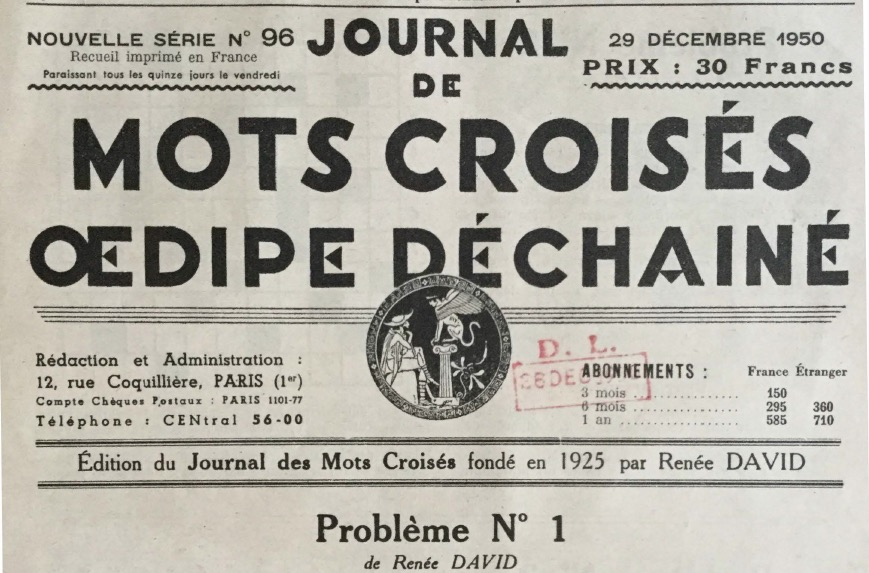 NOUVELLE SÉRIE N° 96
Recueil imprimé en France
Paraissant tous les quinze jours le vendredi
JOURNAL
DE
29 DÉCEMBRE 1950
PRIX : 30 Francs
MOTS CROISÉS
ŒDIPE DÉCHAINÉ
Rédaction et Administration :
12, rue Coquillière, PARIS (1er)
Compte Chèques Postaux : PARIS 1101-77
Téléphone : CENtral 56-00
D. L.
ABONNEMENTS : France Étranger
3 mois .................. 150
6 mois .................. 295 360
1 an .................. 585 710
Édition du Journal des Mots Croisés fondé en 1925 par Renée DAVID
Problème N° 1
de Renée DAVID